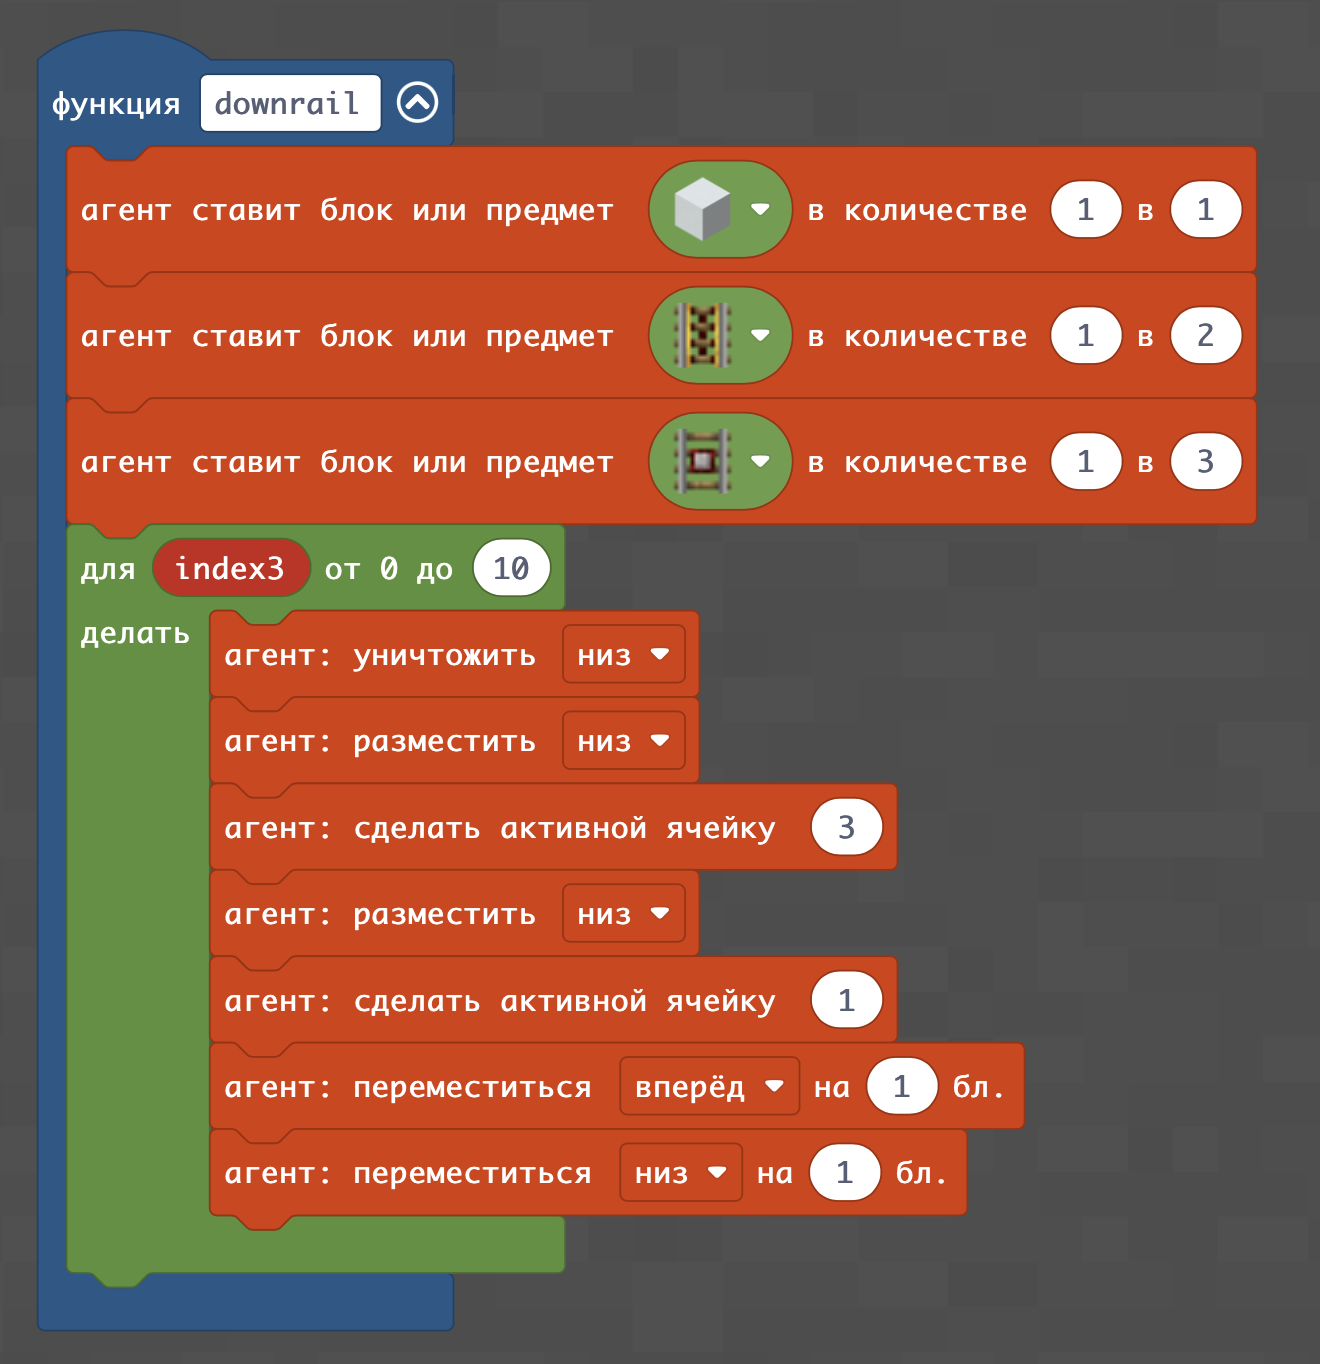 функция downrail
агент ставит блок или предмет в количестве 1 в 1
агент ставит блок или предмет в количестве 1 в 2
агент ставит блок или предмет в количестве 1 в 3
для index3 от 0 до 10
делать
агент: уничтожить низ
агент: разместить низ
агент: сделать активной ячейку 3
агент: разместить низ
агент: сделать активной ячейку 1
агент: переместиться вперёд на 1 бл.
агент: переместиться низ на 1 бл.